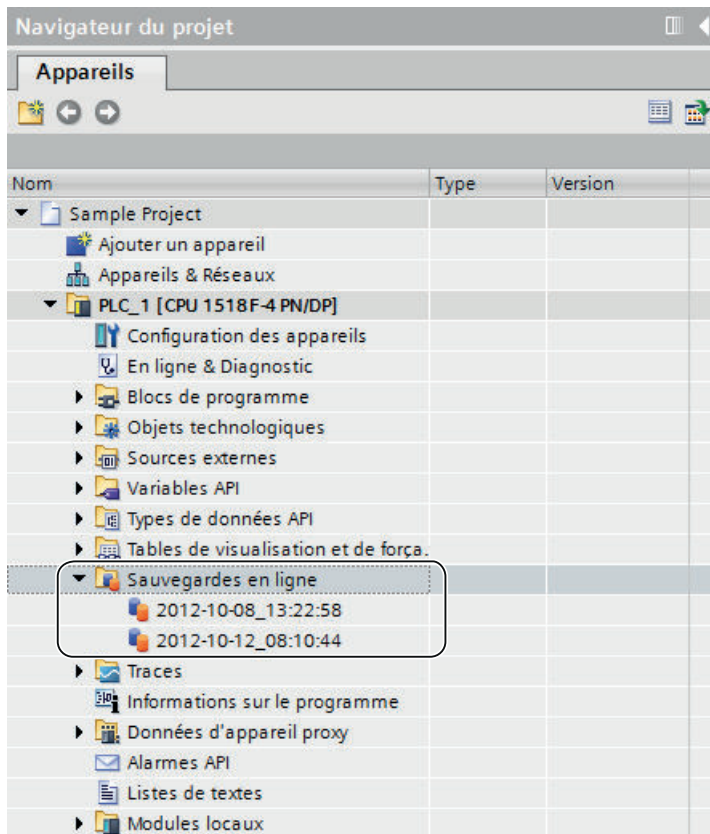 Navigateur du projet
Appareils
Nom Type Version
Sample Project
Ajouter un appareil
Appareils & Réseaux
PLC_1 [CPU 1518F-4 PN/DP]
Configuration des appareils
En ligne & Diagnostic
Blocs de programme
Objets technologiques
Sources externes
Variables API
Types de données API
Tables de visualisation et de força.
Sauvegardes en ligne
2012-10-08_13:22:58
2012-10-12_08:10:44
Traces
Informations sur le programme
Données d'appareil proxy
Alarmes API
Listes de textes
Modules locaux